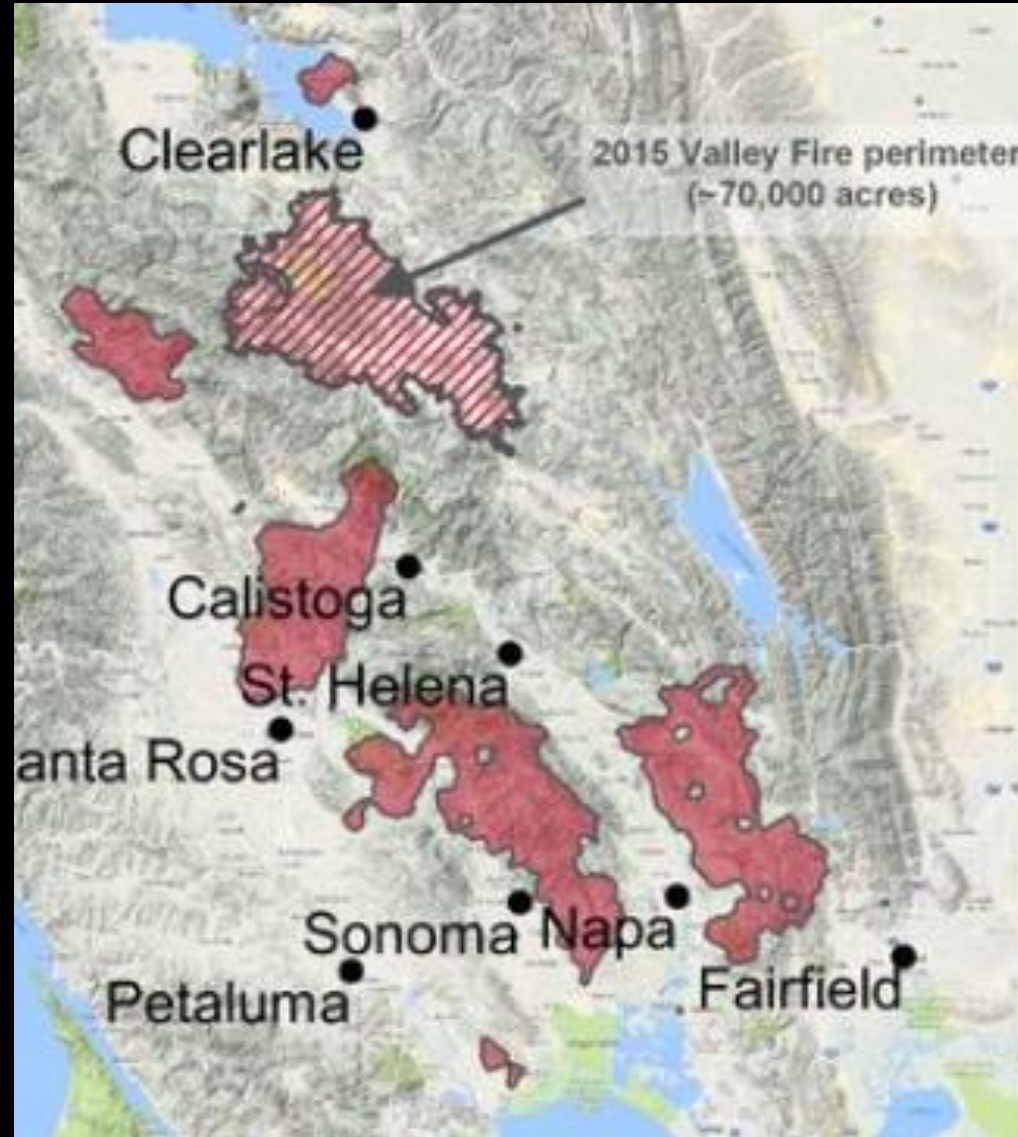 Clearlake
2015 Valley Fire perimeter
(~70,000 acres)
Calistoga
St. Helena
anta Rosa
Sonoma
Napa
Fairfield
Petaluma